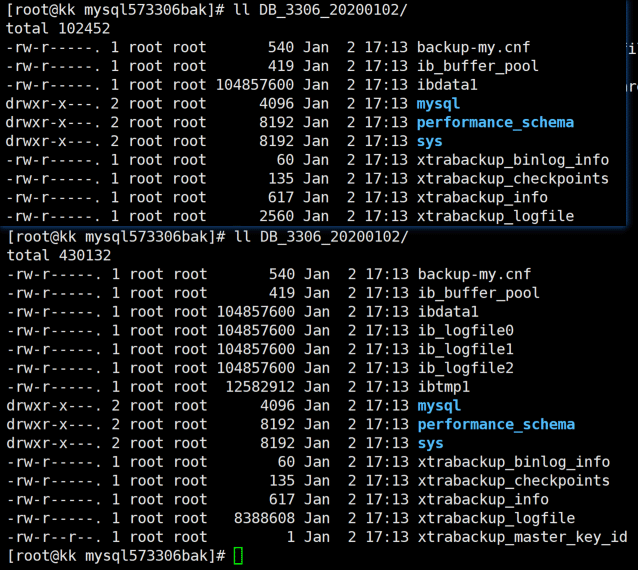 [root@kk mysql573306bak]# ll DB_3306_20200102/
total 102452
-rw-r-----. 1 root root       540 Jan  2 17:13 backup-my.cnf
-rw-r-----. 1 root root       419 Jan  2 17:13 ib_buffer_pool
-rw-r-----. 1 root root 104857600 Jan  2 17:13 ibdata1
drwxr-x---. 2 root root      4096 Jan  2 17:13 mysql
drwxr-x---. 2 root root      8192 Jan  2 17:13 performance_schema
drwxr-x---. 2 root root      8192 Jan  2 17:13 sys
-rw-r-----. 1 root root        60 Jan  2 17:13 xtrabackup_binlog_info
-rw-r-----. 1 root root       135 Jan  2 17:13 xtrabackup_checkpoints
-rw-r-----. 1 root root       617 Jan  2 17:13 xtrabackup_info
-rw-r-----. 1 root root      2560 Jan  2 17:13 xtrabackup_logfile
[root@kk mysql573306bak]# ll DB_3306_20200102/
total 430132
-rw-r-----. 1 root root       540 Jan  2 17:13 backup-my.cnf
-rw-r-----. 1 root root       419 Jan  2 17:13 ib_buffer_pool
-rw-r-----. 1 root root 104857600 Jan  2 17:13 ibdata1
-rw-r-----. 1 root root 104857600 Jan  2 17:13 ib_logfile0
-rw-r-----. 1 root root 104857600 Jan  2 17:13 ib_logfile1
-rw-r-----. 1 root root 104857600 Jan  2 17:13 ib_logfile2
-rw-r-----. 1 root root  12582912 Jan  2 17:13 ibtmp1
drwxr-x---. 2 root root      4096 Jan  2 17:13 mysql
drwxr-x---. 2 root root      8192 Jan  2 17:13 performance_schema
drwxr-x---. 2 root root      8192 Jan  2 17:13 sys
-rw-r-----. 1 root root        60 Jan  2 17:13 xtrabackup_binlog_info
-rw-r-----. 1 root root       135 Jan  2 17:13 xtrabackup_checkpoints
-rw-r-----. 1 root root       617 Jan  2 17:13 xtrabackup_info
-rw-r-----. 1 root root   8388608 Jan  2 17:13 xtrabackup_logfile
-rw-r--r--. 1 root root         1 Jan  2 17:13 xtrabackup_master_key_id
[root@kk mysql573306bak]#